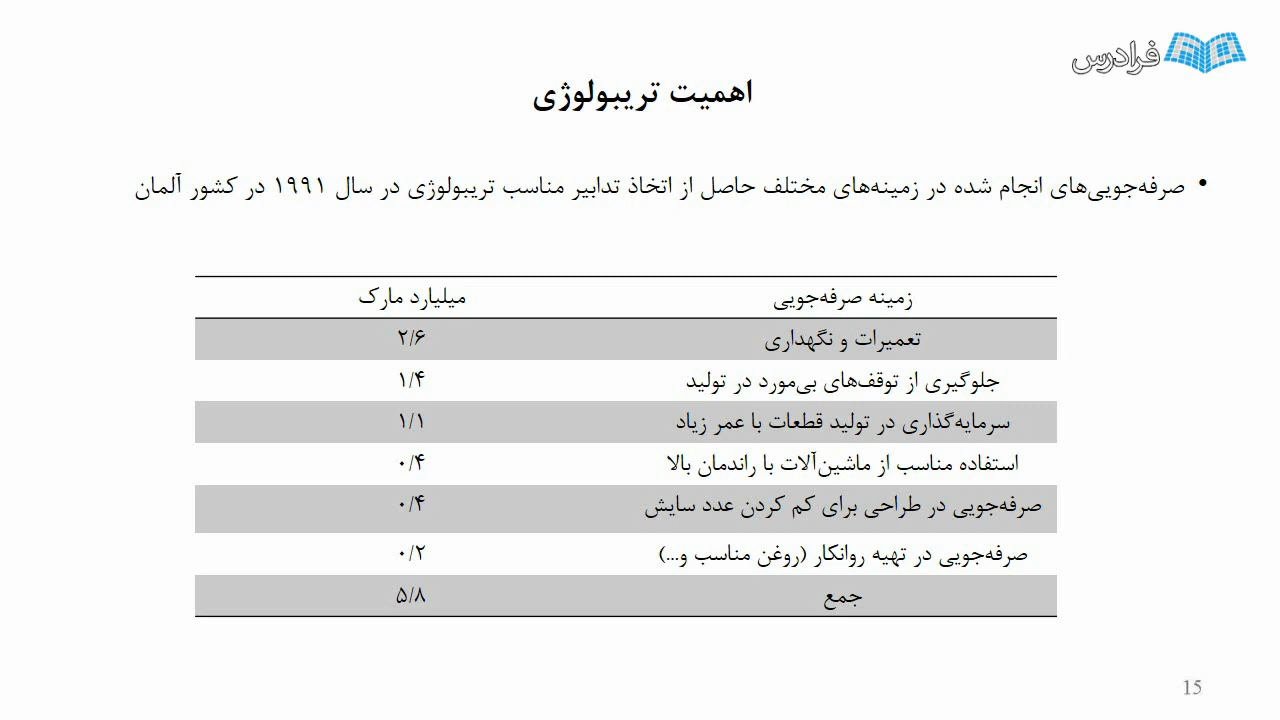 فرادرس
اهمیت تریبولوژی
• صرفه‌جویی‌های انجام شده در زمینه‌های مختلف حاصل از اتخاذ تدابیر مناسب تریبولوژی در سال ۱۹۹۱ در کشور آلمان
زمینه صرفه‌جویی میلیارد مارک
تعمیرات و نگهداری ۲/۶
جلوگیری از توقف‌های بی‌مورد در تولید ۱/۴
سرمایه‌گذاری در تولید قطعات با عمر زیاد ۱/۱
استفاده مناسب از ماشین‌آلات با راندمان بالا ۰/۴
صرفه‌جویی در طراحی برای کم کردن عدد سایش ۰/۴
صرفه‌جویی در تهیه روانکار (روغن مناسب و...) ۰/۲
جمع ۵/۸
15